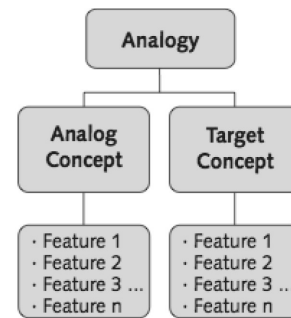 Analogy
Analog
Concept
Target
Concept
· Feature 1
· Feature 2
· Feature 3 ...
· Feature n
· Feature 1
· Feature 2
· Feature 3 ...
· Feature n